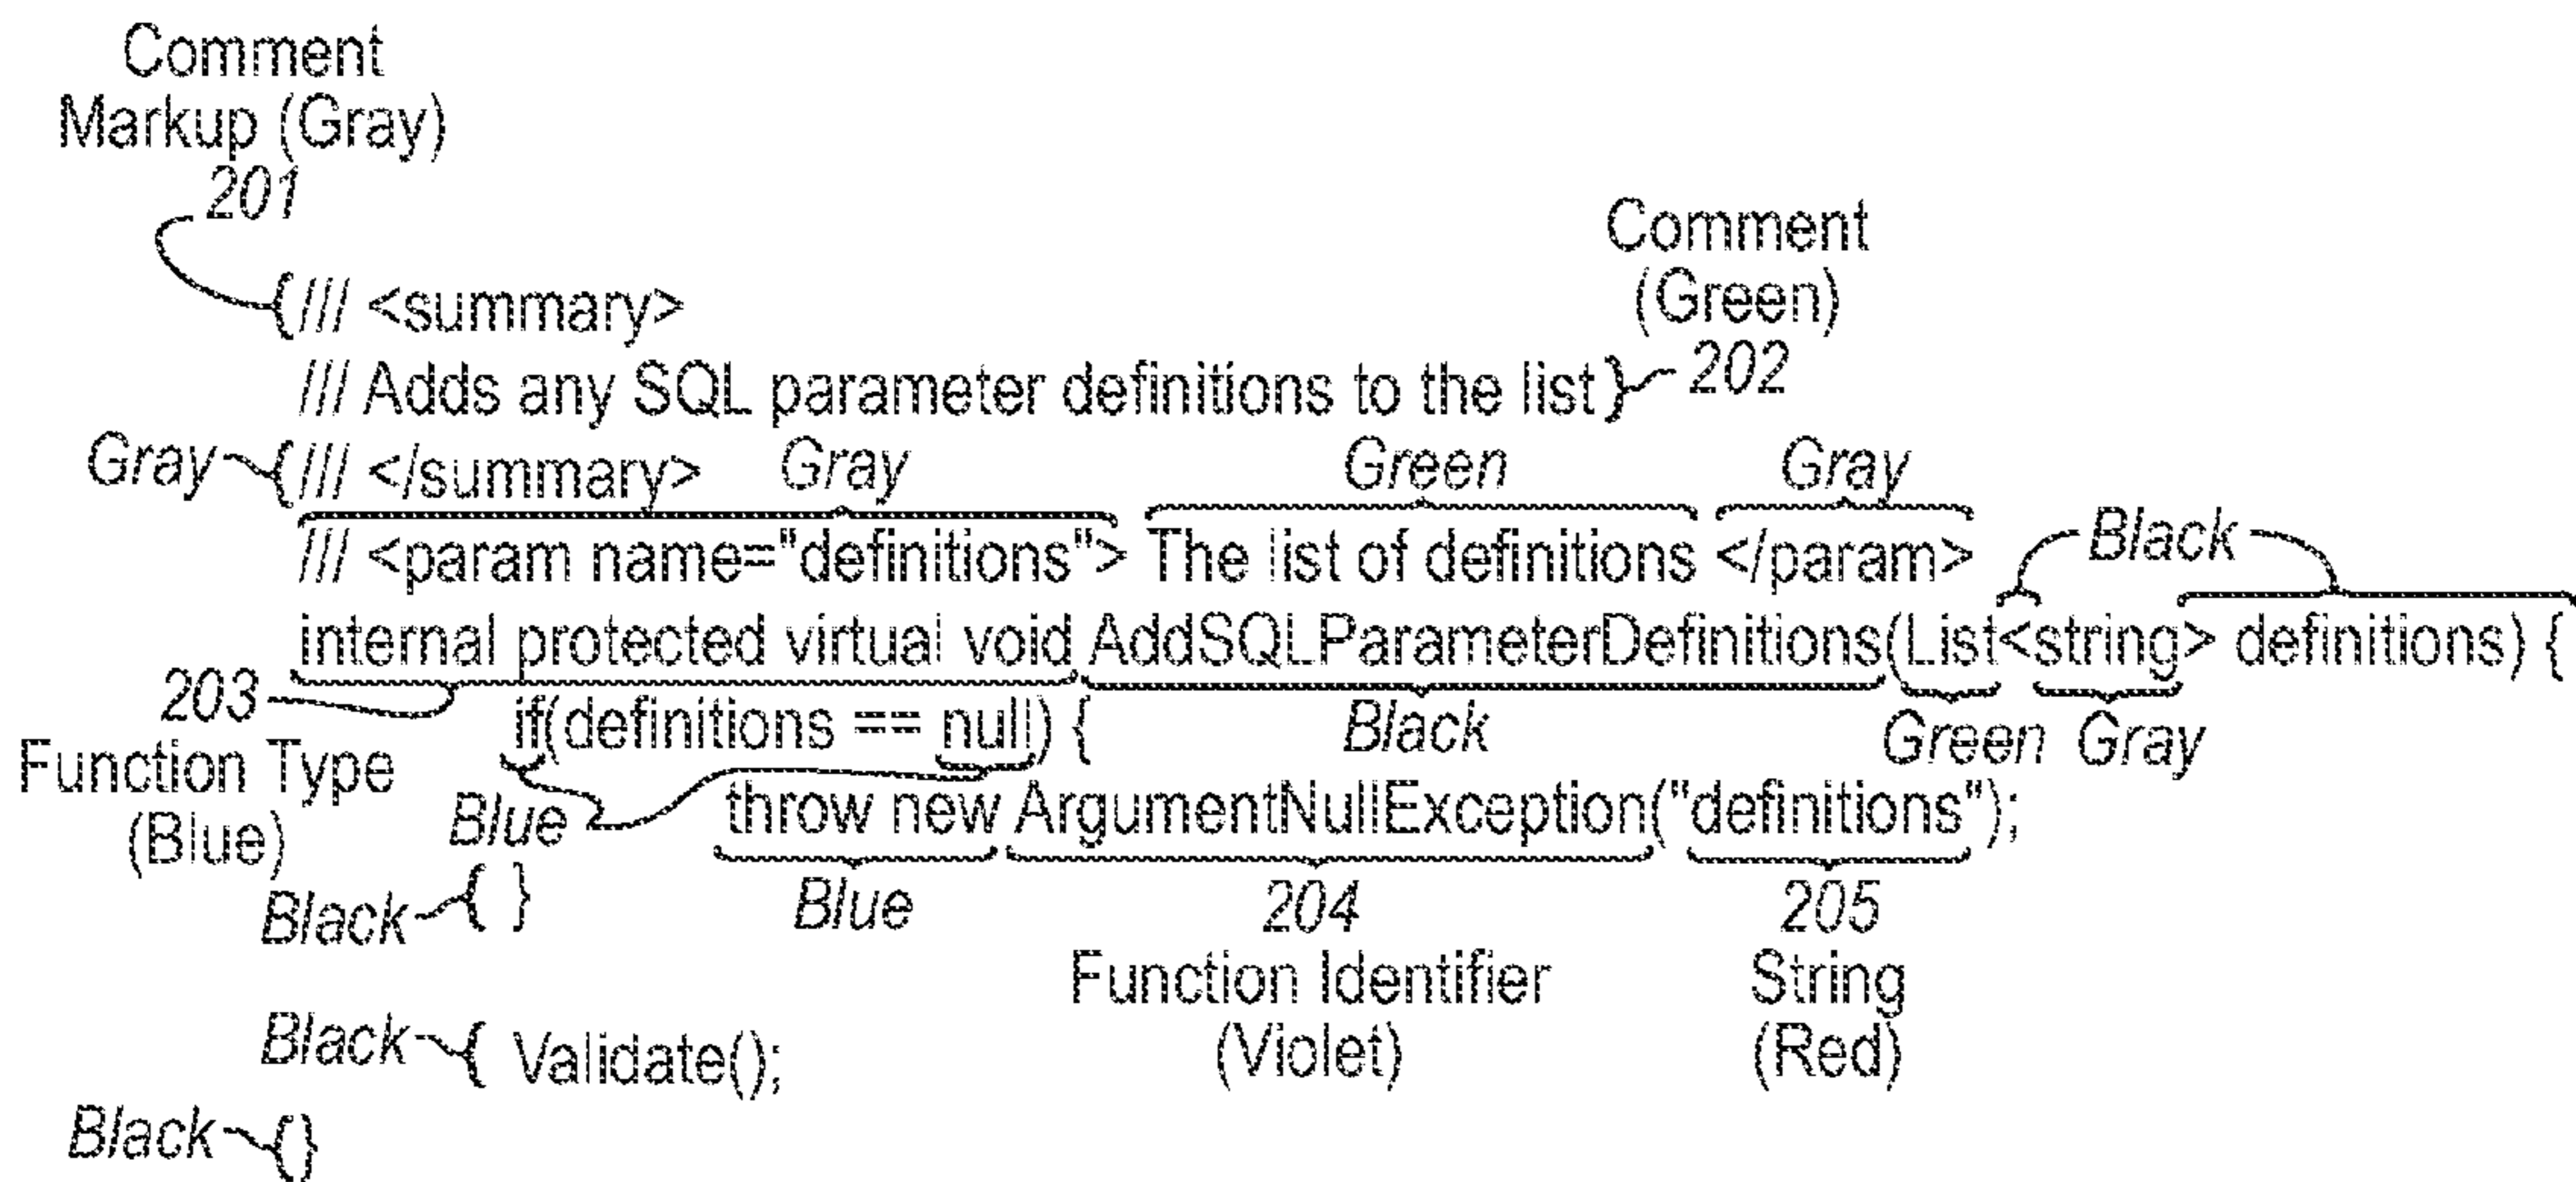 Comment
Markup (Gray)
201
Comment
(Green)
/// <summary>
/// Adds any SQL parameter definitions to the list 202
Gray /// </summary> Gray Green Gray
Black
/// <param name="definitions"> The list of definitions </param>
internal protected virtual void AddSQLParameterDefinitions(List<string> definitions) {
203
Function Type
(Blue)
if(definitions == null) { Black Green Gray
Blue throw new ArgumentNullException("definitions");
Black } Blue 204 205
Function Identifier String
(Violet) (Red)
Black Validate();
Black }